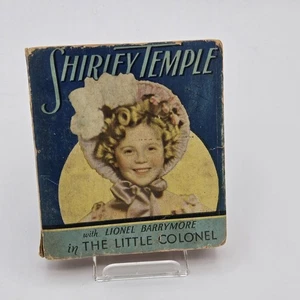 SHIRLEY TEMPLE
with LIONEL BARRYMORE
in THE LITTLE COLONEL